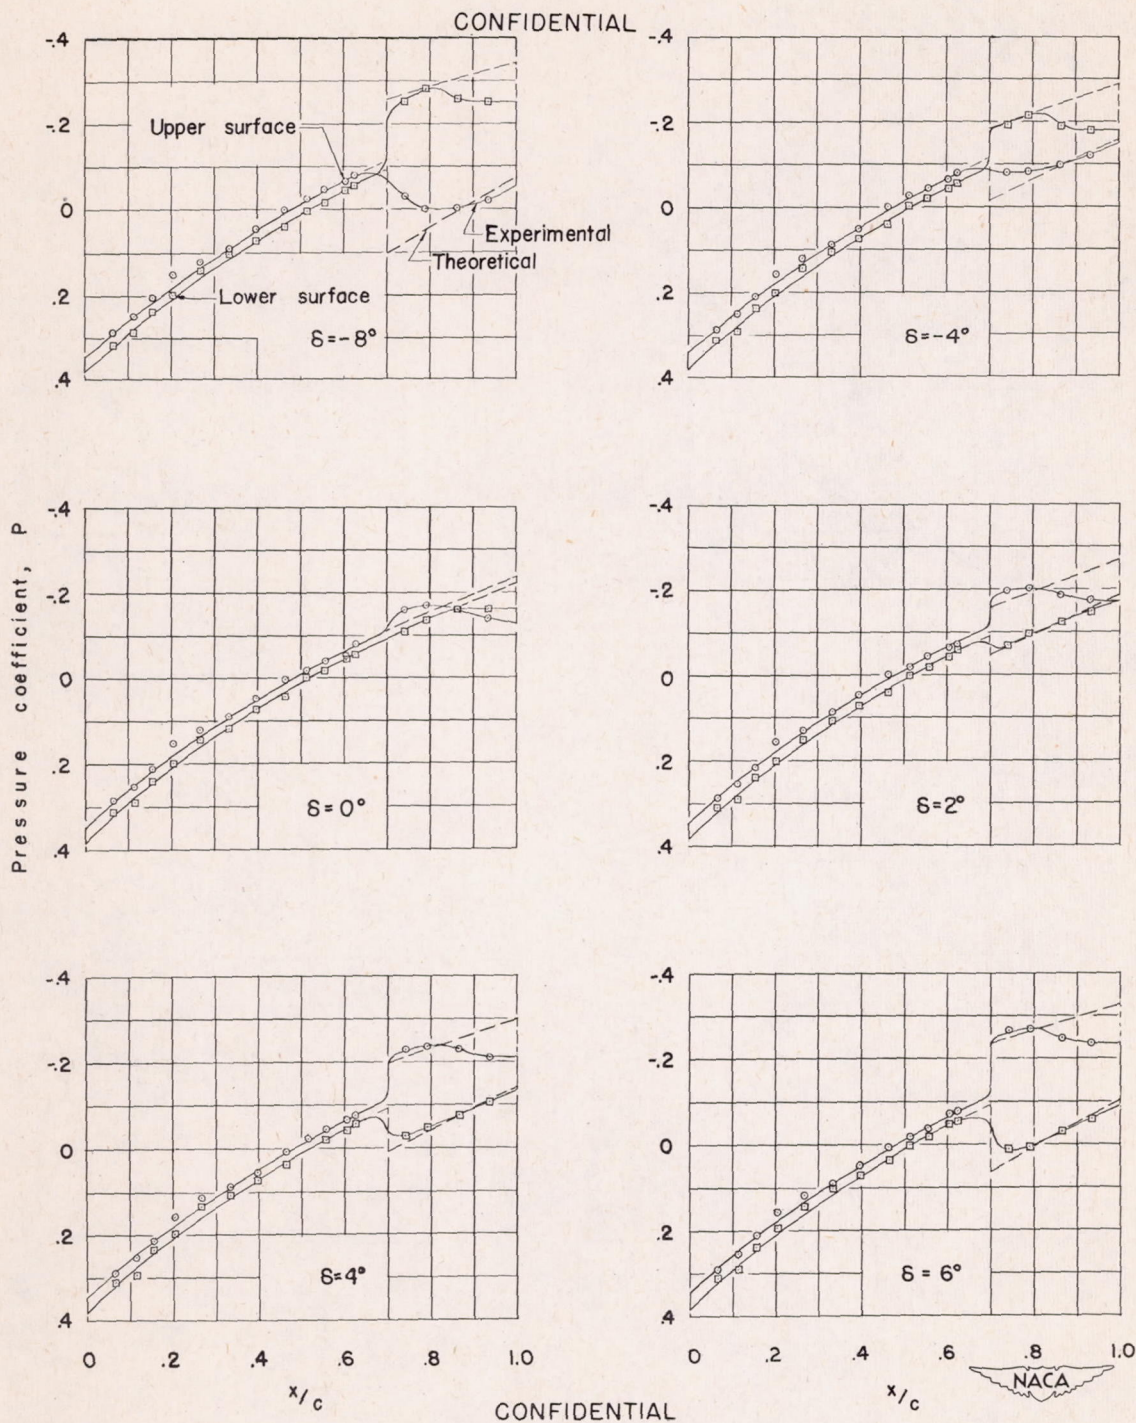 CONFIDENTIAL
-.4
-.2
0
.2
.4
Upper surface
Experimental
Theoretical
Lower surface
δ=-8°
-.4
-.2
0
.2
.4
δ=-4°
Pressure coefficient, P
-.4
-.2
0
.2
.4
δ=0°
-.4
-.2
0
.2
.4
δ=2°
-.4
-.2
0
.2
.4
δ=4°
0 .2 .4 .6 .8 1.0
x/c
-.4
-.2
0
.2
.4
δ = 6°
0 .2 .4 .6 .8 1.0
x/c
NACA
CONFIDENTIAL